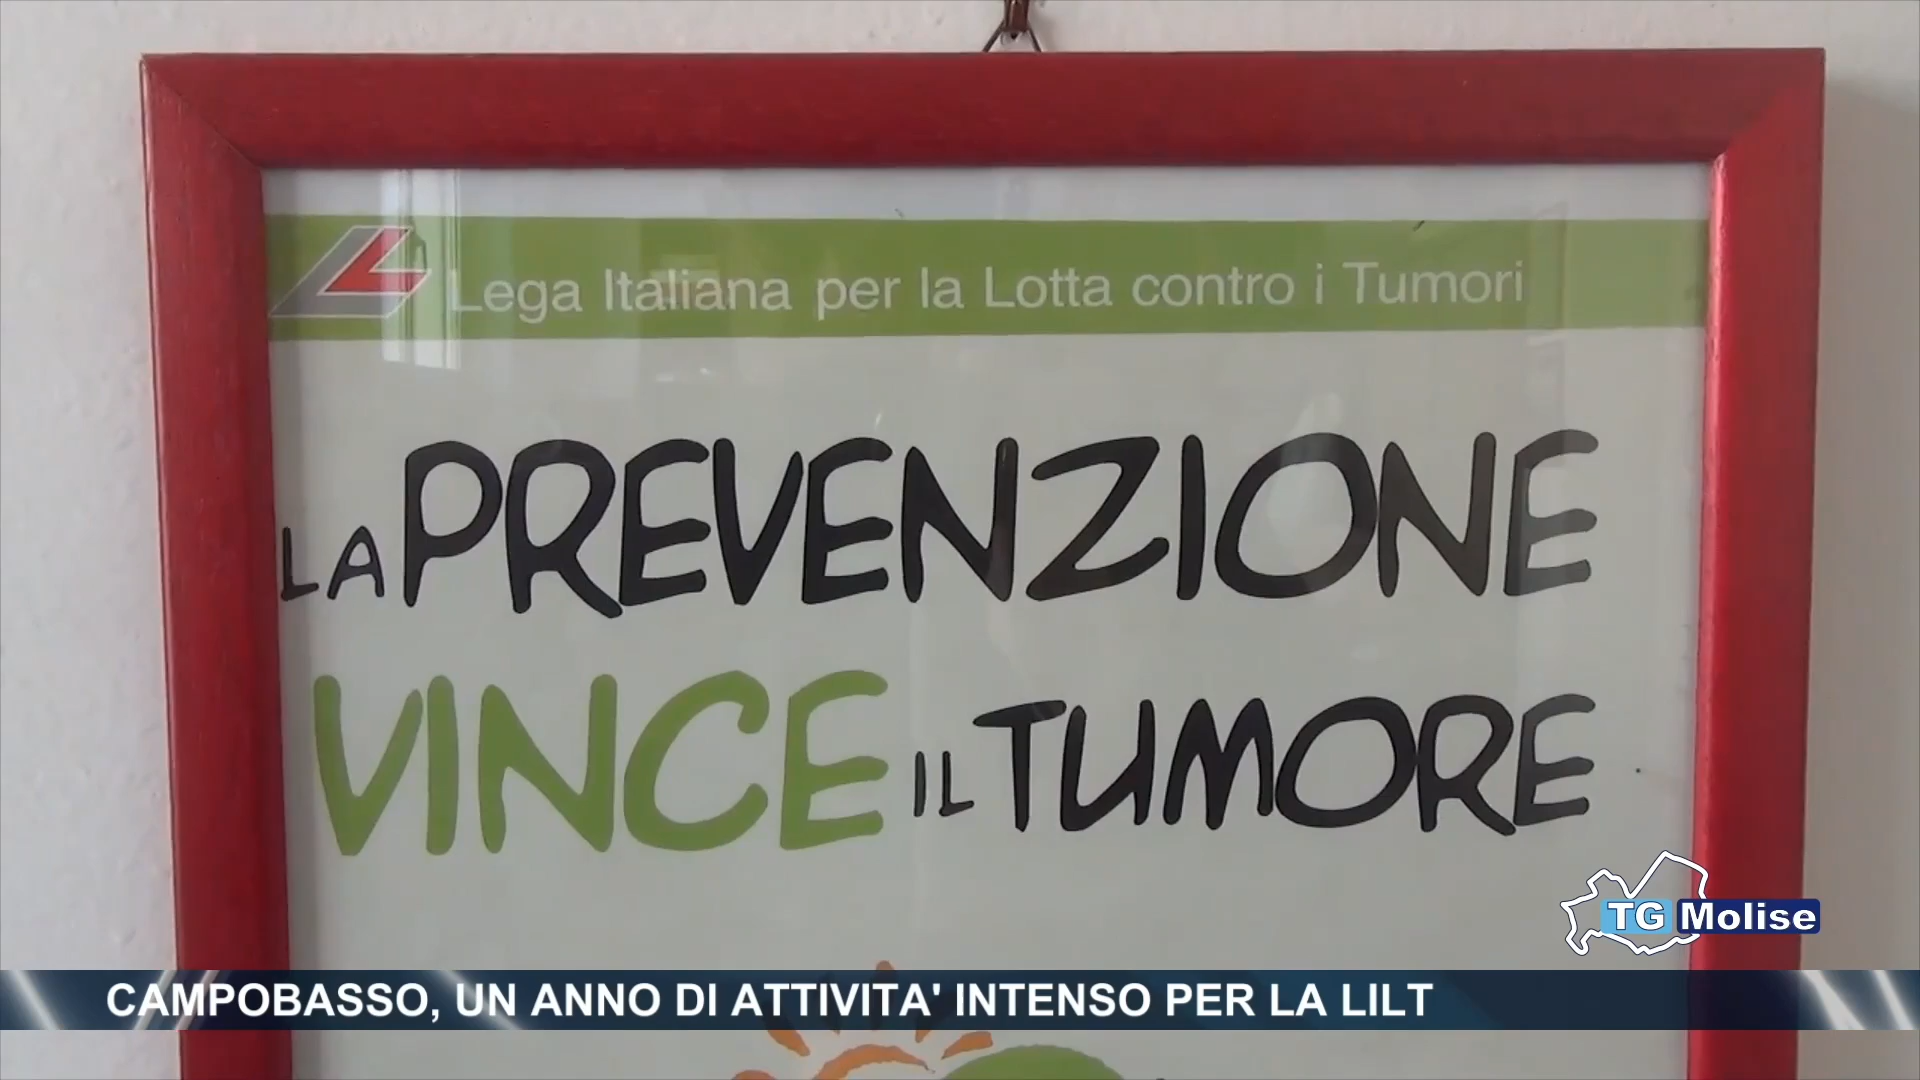 Lega Italiana per la Lotta contro i Tumori
LA PREVENZIONE
VINCE IL TUMORE
TG Molise
CAMPOBASSO, UN ANNO DI ATTIVITA' INTENSO PER LA LILT